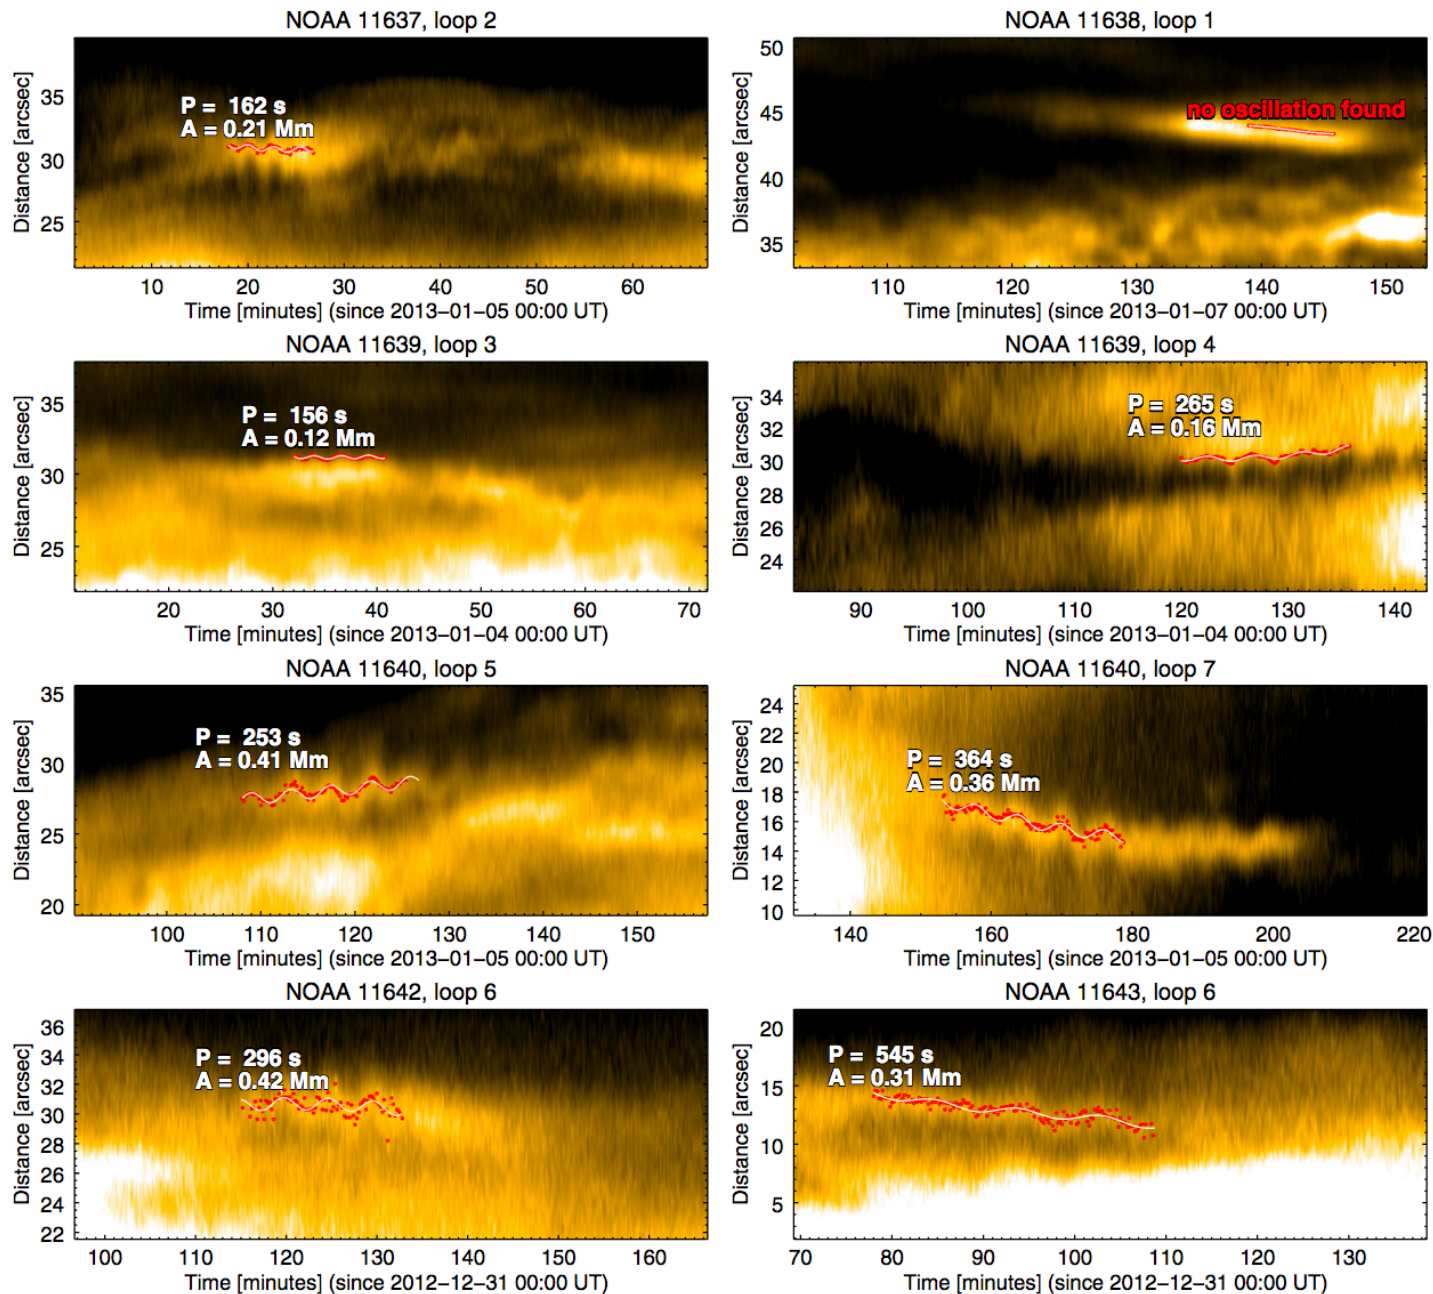 NOAA 11637, loop 2
35
30
25
Distance [arcsec]
P = 162 s
A = 0.21 Mm
10 20 30 40 50 60
Time [minutes] (since 2013–01–05 00:00 UT)
NOAA 11638, loop 1
50
45
40
35
Distance [arcsec]
no oscillation found
110 120 130 140 150
Time [minutes] (since 2013–01–07 00:00 UT)
NOAA 11639, loop 3
35
30
25
Distance [arcsec]
P = 156 s
A = 0.12 Mm
20 30 40 50 60 70
Time [minutes] (since 2013–01–04 00:00 UT)
NOAA 11639, loop 4
34
32
30
28
26
24
Distance [arcsec]
P = 265 s
A = 0.16 Mm
90 100 110 120 130 140
Time [minutes] (since 2013–01–04 00:00 UT)
NOAA 11640, loop 5
35
30
25
20
Distance [arcsec]
P = 253 s
A = 0.41 Mm
100 110 120 130 140 150
Time [minutes] (since 2013–01–05 00:00 UT)
NOAA 11640, loop 7
24
22
20
18
16
14
12
10
Distance [arcsec]
P = 364 s
A = 0.36 Mm
140 160 180 200 220
Time [minutes] (since 2013–01–05 00:00 UT)
NOAA 11642, loop 6
36
34
32
30
28
26
24
22
Distance [arcsec]
P = 296 s
A = 0.42 Mm
100 110 120 130 140 150 160
Time [minutes] (since 2012–12–31 00:00 UT)
NOAA 11643, loop 6
20
15
10
5
Distance [arcsec]
P = 545 s
A = 0.31 Mm
70 80 90 100 110 120 130
Time [minutes] (since 2012–12–31 00:00 UT)